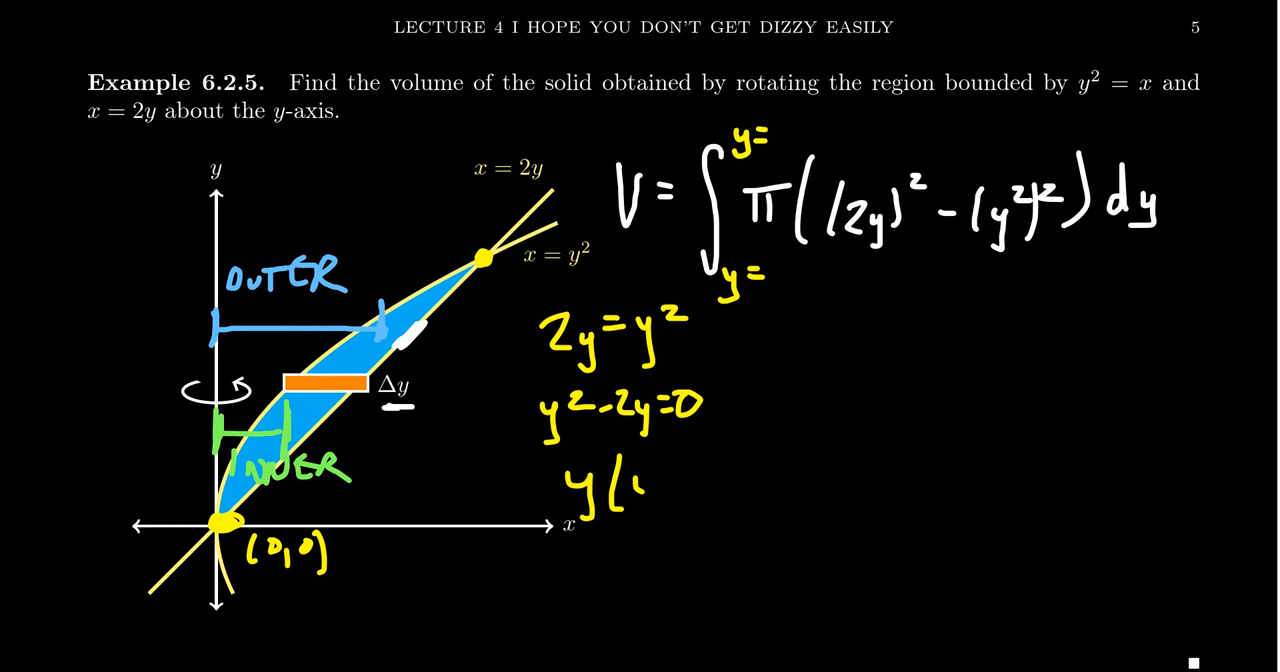 LECTURE 4 I HOPE YOU DON'T GET DIZZY EASILY 5
Example 6.2.5. Find the volume of the solid obtained by rotating the region bounded by y² = x and
x = 2y about the y-axis.
y
x = 2y
x = y²
OUTER
Δy
INNER
x
(0,0)
y=
V = ∫ π((2y)² - (y²)²) dy
y=
2y = y²
y² - 2y = 0
y(